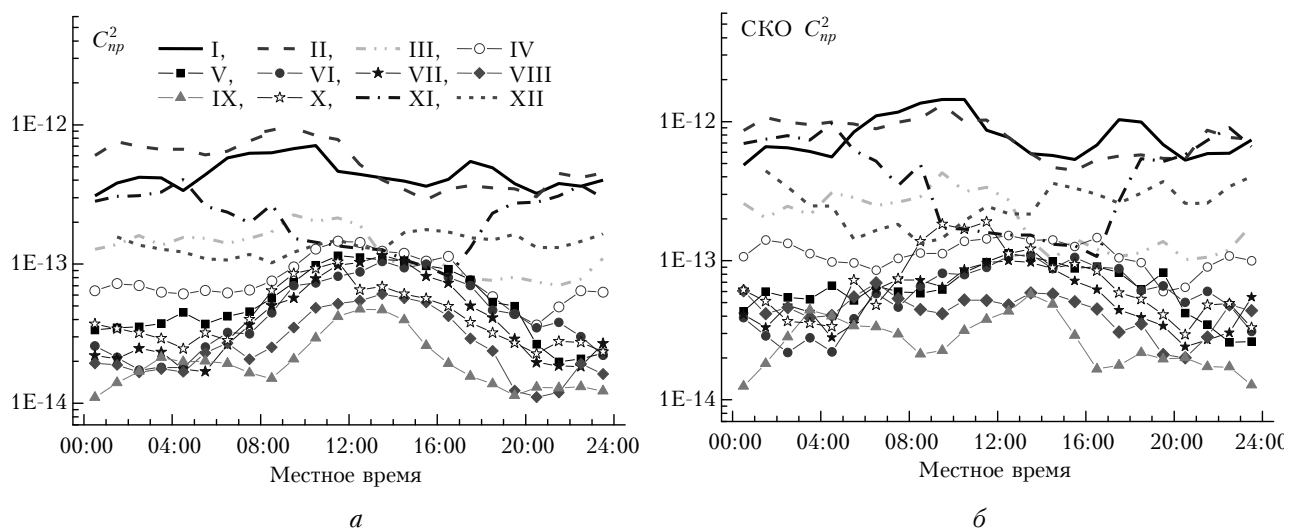 C²пр
I, II, III, IV
V, VI, VII, VIII
IX, X, XI, XII
1E-12
1E-13
1E-14
00:00 04:00 08:00 12:00 16:00 20:00 24:00
Местное время
а
СКО C²пр
1E-12
1E-13
1E-14
00:00 04:00 08:00 12:00 16:00 20:00 24:00
Местное время
б